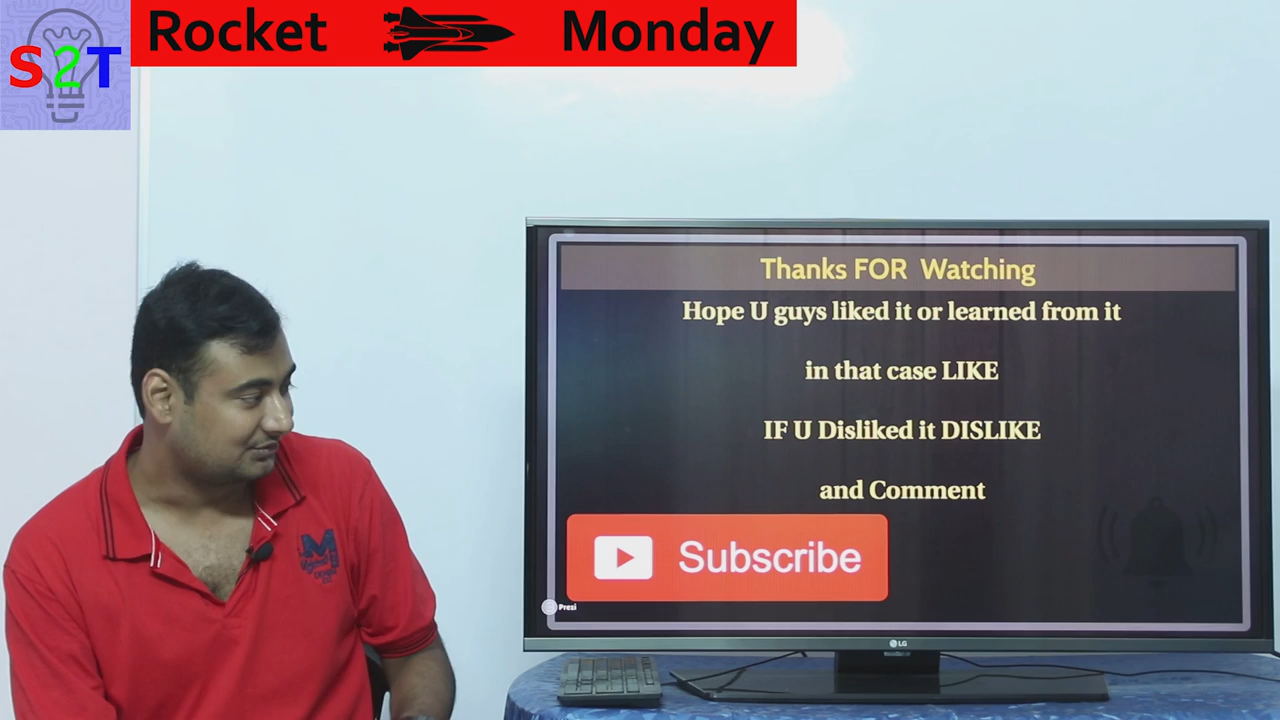 Rocket Monday
S2T
Thanks FOR Watching
Hope U guys liked it or learned from it
in that case LIKE
IF U Disliked it DISLIKE
and Comment
Subscribe
Prezi
LG